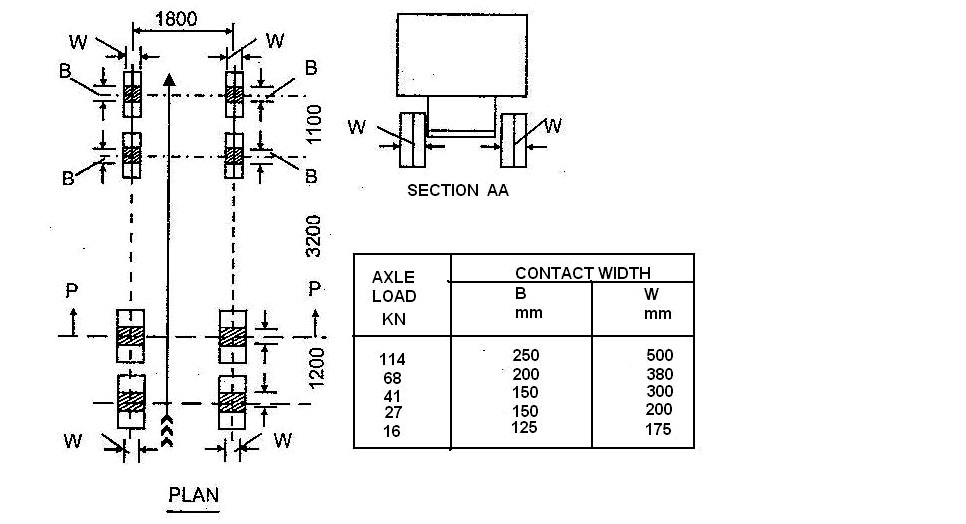 1800
W W
B B
1100
B B
3200
P P
1200
W W
PLAN
W W
SECTION AA
AXLE LOAD KN CONTACT WIDTH
B mm W mm
114 250 500
68 200 380
41 150 300
27 150 200
16 125 175